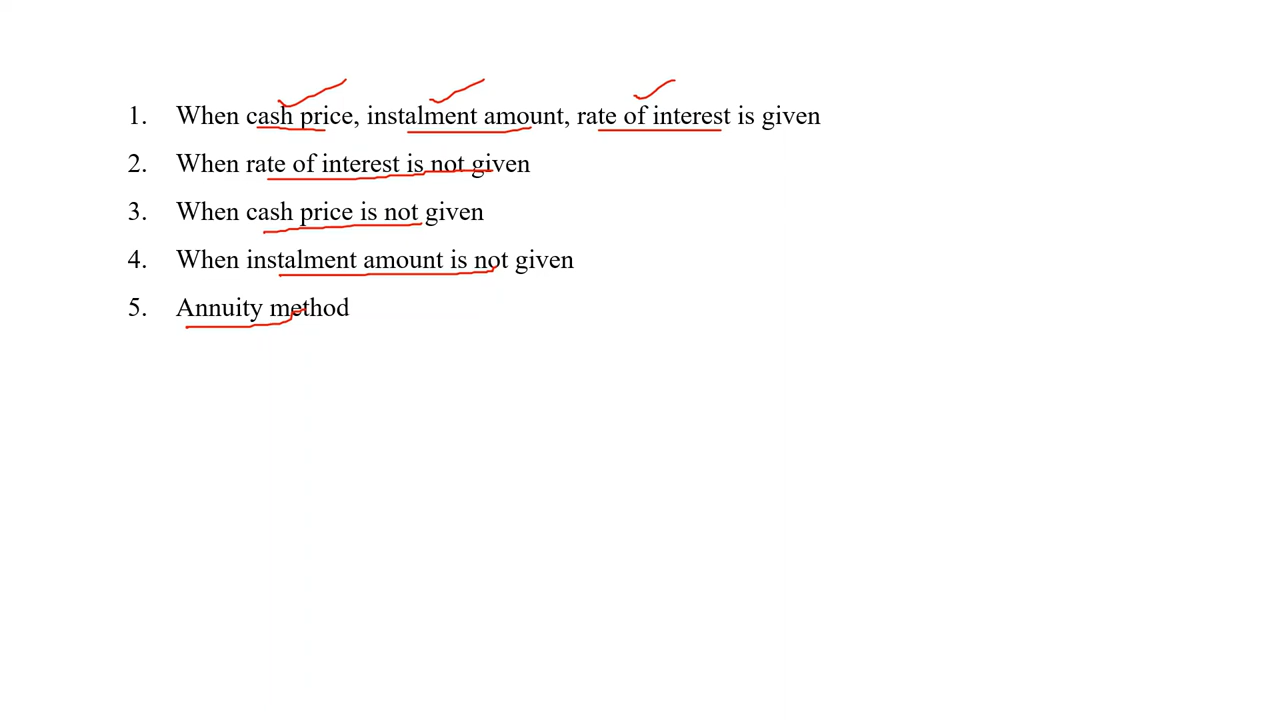 1. When cash price, instalment amount, rate of interest is given
2. When rate of interest is not given
3. When cash price is not given
4. When instalment amount is not given
5. Annuity method